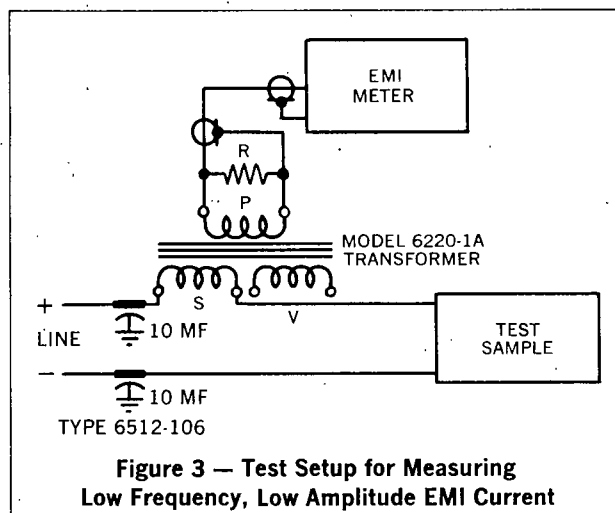 EMI
METER
R
P
MODEL 6220-1A
TRANSFORMER
S
V
+
LINE
10 MF
TEST
SAMPLE
−
10 MF
TYPE 6512-106
Figure 3 — Test Setup for Measuring
Low Frequency, Low Amplitude EMI Current